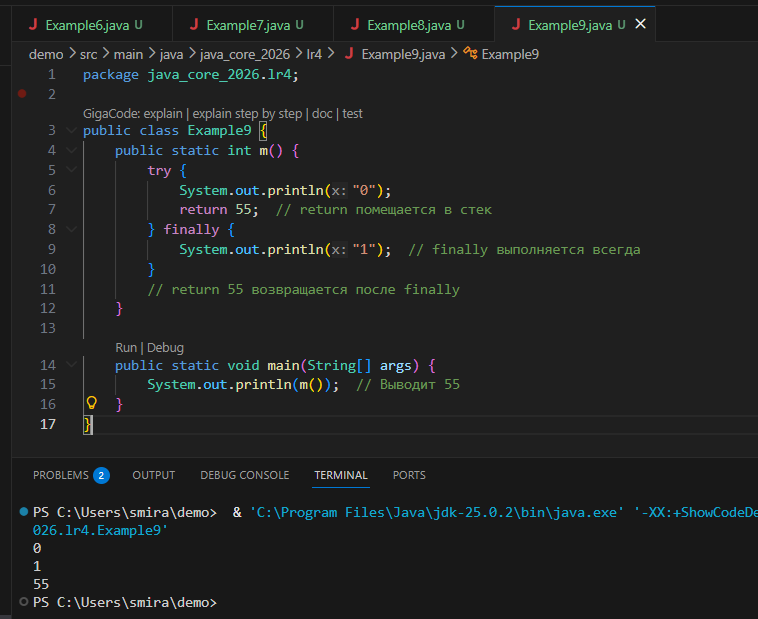 J Example6.java U J Example7.java U J Example8.java U J Example9.java U ×
demo > src > main > java > java_core_2026 > lr4 > J Example9.java > Example9
1 package java_core_2026.lr4;
2
GigaCode: explain | explain step by step | doc | test
3 public class Example9 {
4 public static int m() {
5 try {
6 System.out.println(x: "0");
7 return 55; // return помещается в стек
8 } finally {
9 System.out.println(x: "1"); // finally выполняется всегда
10 }
11 // return 55 возвращается после finally
12 }
13
Run | Debug
14 public static void main(String[] args) {
15 System.out.println(m()); // Выводит 55
16 }
17 }
PROBLEMS 2 OUTPUT DEBUG CONSOLE TERMINAL PORTS
PS C:\Users\smira\demo> & 'C:\Program Files\Java\jdk-25.0.2\bin\java.exe' '-XX:+ShowCodeDe
026.lr4.Example9'
0
1
55
PS C:\Users\smira\demo>